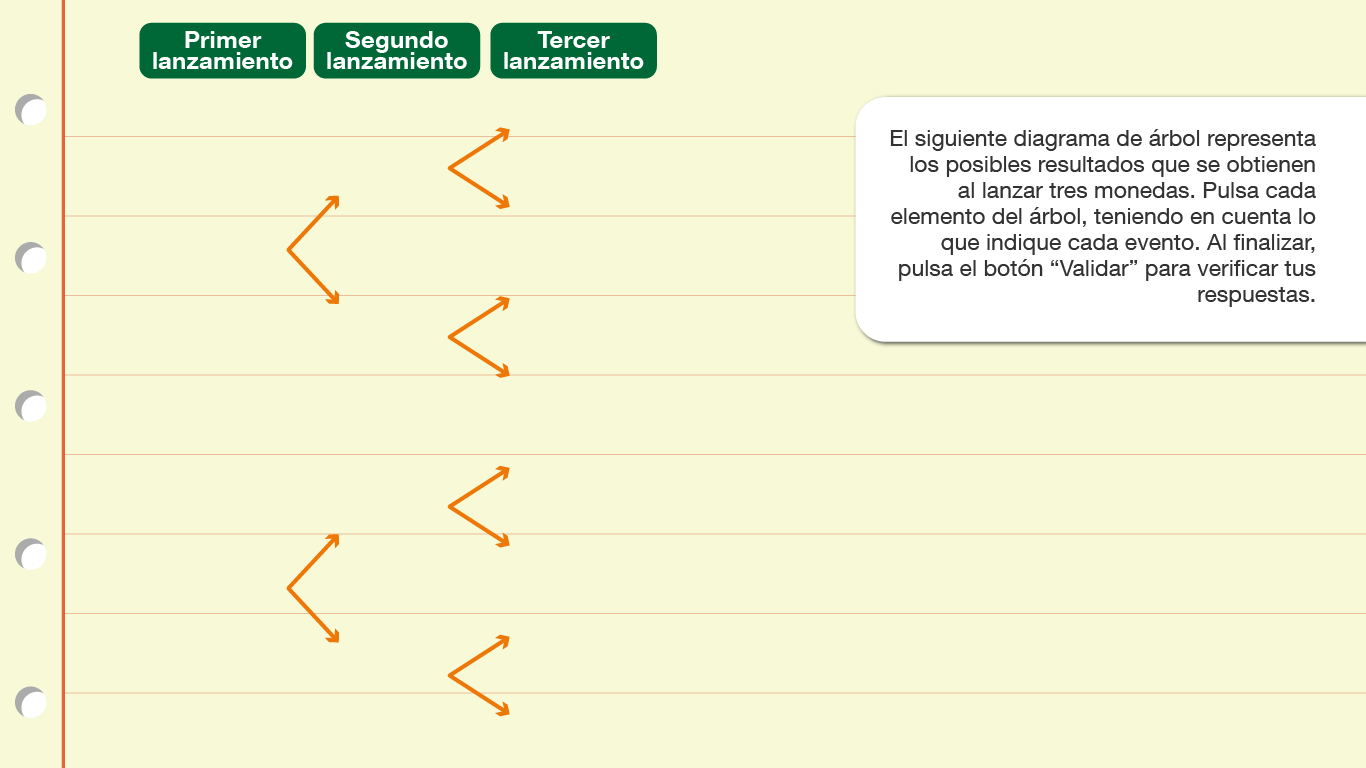 Primer
lanzamiento
Segundo
lanzamiento
Tercer
lanzamiento
El siguiente diagrama de árbol representa
los posibles resultados que se obtienen
al lanzar tres monedas. Pulsa cada
elemento del árbol, teniendo en cuenta lo
que indique cada evento. Al finalizar,
pulsa el botón “Validar” para verificar tus
respuestas.